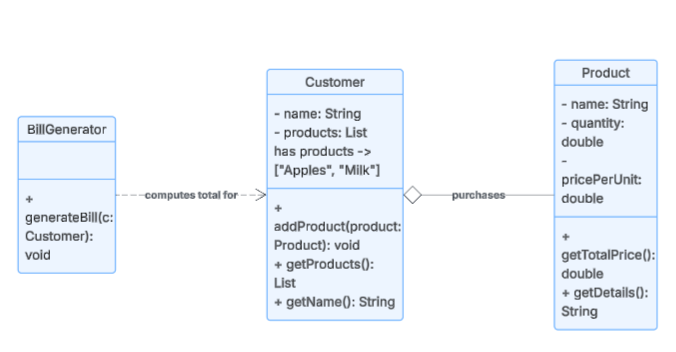 BillGenerator
+
generateBill(c:
Customer):
void
computes total for
Customer
- name: String
- products: List
has products ->
["Apples", "Milk"]
+
addProduct(product:
Product): void
+ getProducts():
List
+ getName(): String
purchases
Product
- name: String
- quantity:
double
-
pricePerUnit:
double
+
getTotalPrice():
double
+ getDetails():
String